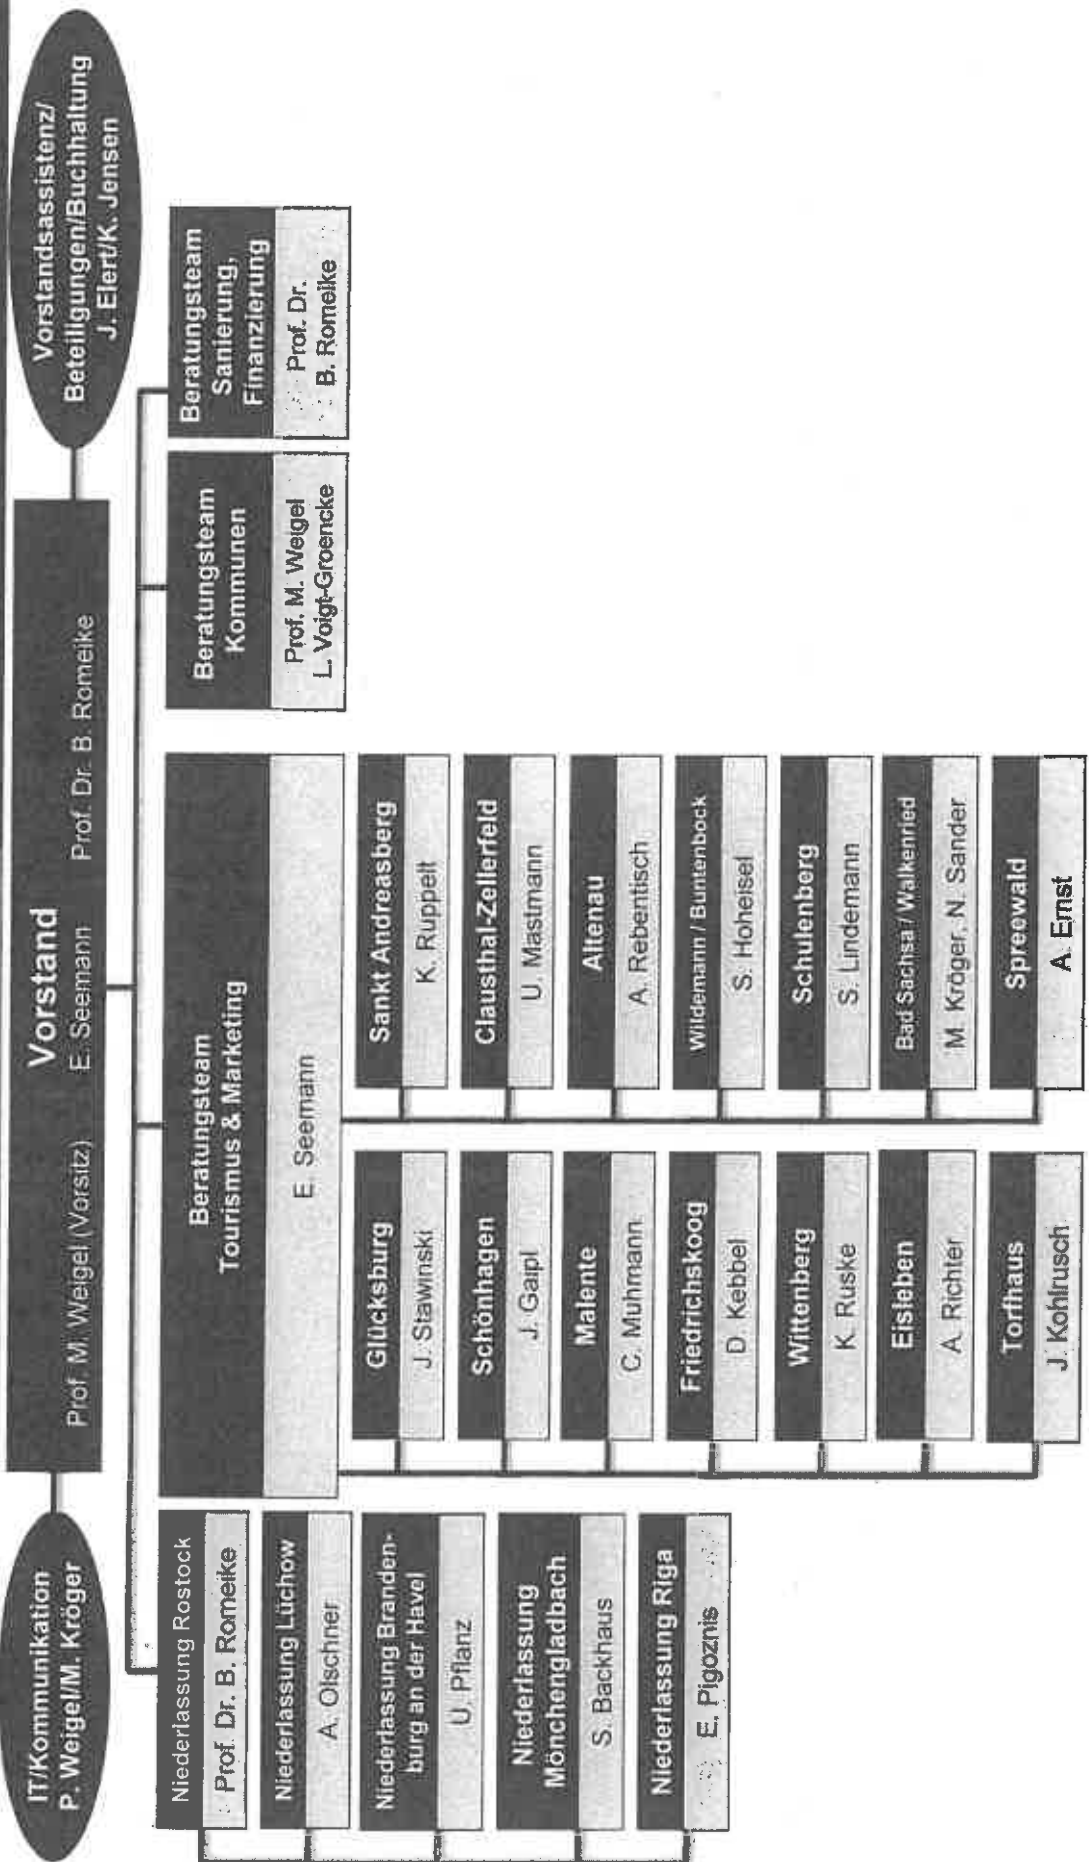 IT/Kommunikation
P. Weigel/M. Kröger
Vorstand
Prof. M. Weigel (Vorsitz) E. Seemann Prof. Dr. B. Romeike
Vorstandsassistenz/
Beteiligungen/Buchhaltung
J. Elert/K. Jensen
Niederlassung Rostock
Prof. Dr. B. Romeike
Niederlassung Lüchow
A. Olschner
Niederlassung Branden-
burg an der Havel
U. Pflanz
Niederlassung
Mönchengladbach
S. Backhaus
Niederlassung Riga
E. Pigoznis
Beratungsteam
Tourismus & Marketing
E. Seemann
Glücksburg
J. Stawinski
Schönhagen
J. Gaipl
Malente
C. Muhmann
Friedrichskoog
D. Kebbel
Wittenberg
K. Ruske
Eisleben
A. Richter
Torfhaus
J. Kohlrusch
Sankt Andreasberg
K. Ruppelt
Clausthal-Zellerfeld
U. Mastmann
Altenau
A. Rebentisch
Wildemann / Buntenbock
S. Hoheisel
Schulenberg
S. Lindemann
Bad Sachsa / Walkenried
M. Kröger, N. Sander
Spreewald
A. Ernst
Beratungsteam
Kommunen
Prof. M. Weigel
L. Voigt-Groencke
Beratungsteam
Sanierung,
Finanzierung
Prof. Dr.
B. Romeike